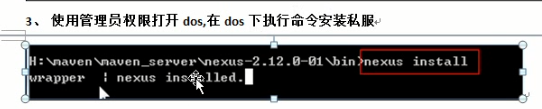 3、 使用管理员权限打开 dos,在 dos 下执行命令安装私服
H:\maven\maven_server\nexus-2.12.0-01\bin>nexus install
wrapper  | nexus installed.